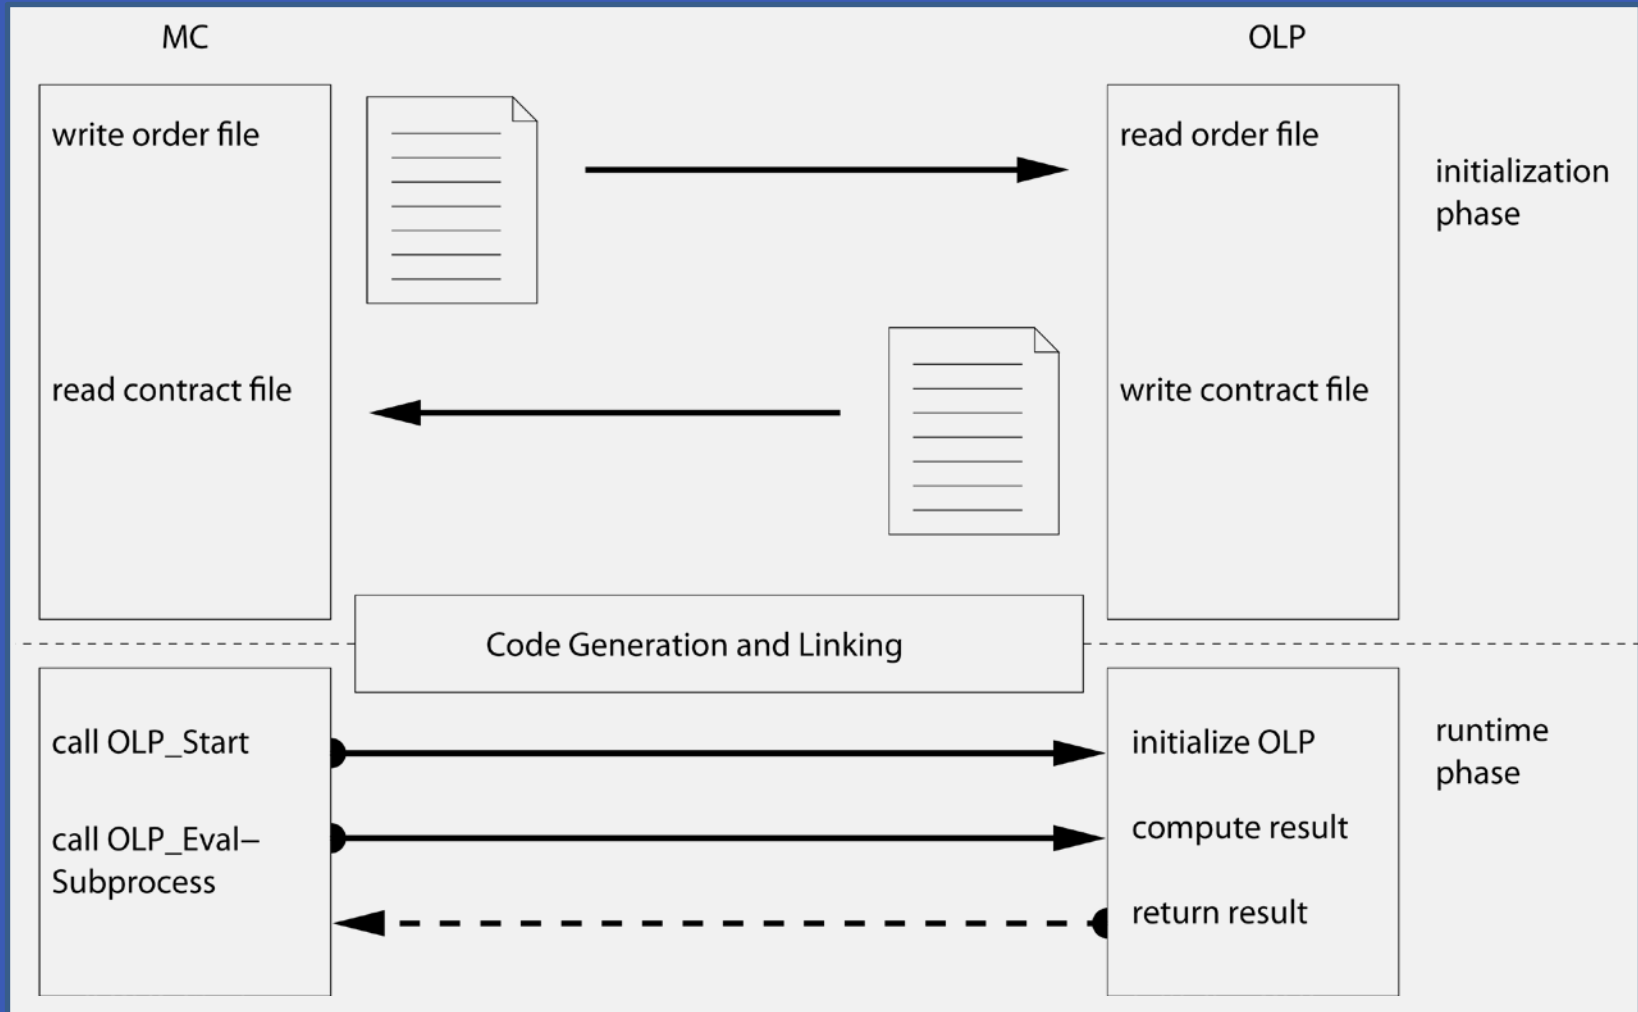 MC
OLP
write order file
read order file
initialization
phase
read contract file
write contract file
Code Generation and Linking
call OLP_Start
initialize OLP
runtime
phase
call OLP_Eval–
Subprocess
compute result
return result